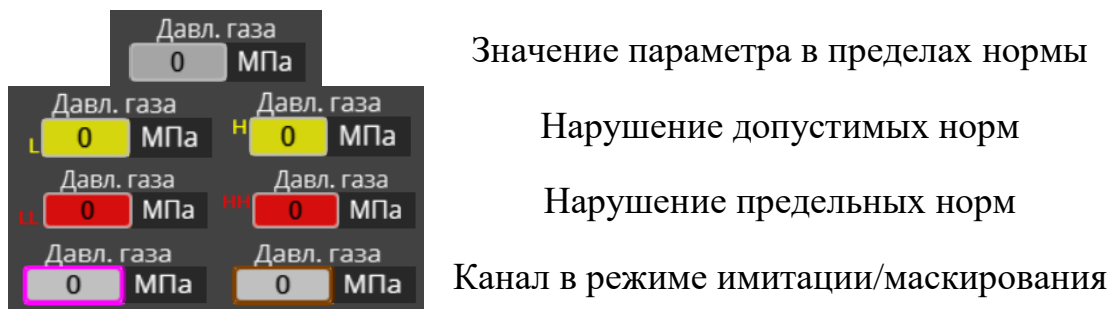 Давл. газа
0 МПа
Значение параметра в пределах нормы
Давл. газа Давл. газа
L 0 МПа H 0 МПа
Нарушение допустимых норм
Давл. газа Давл. газа
LL 0 МПа HH 0 МПа
Нарушение предельных норм
Давл. газа Давл. газа
0 МПа 0 МПа
Канал в режиме имитации/маскирования